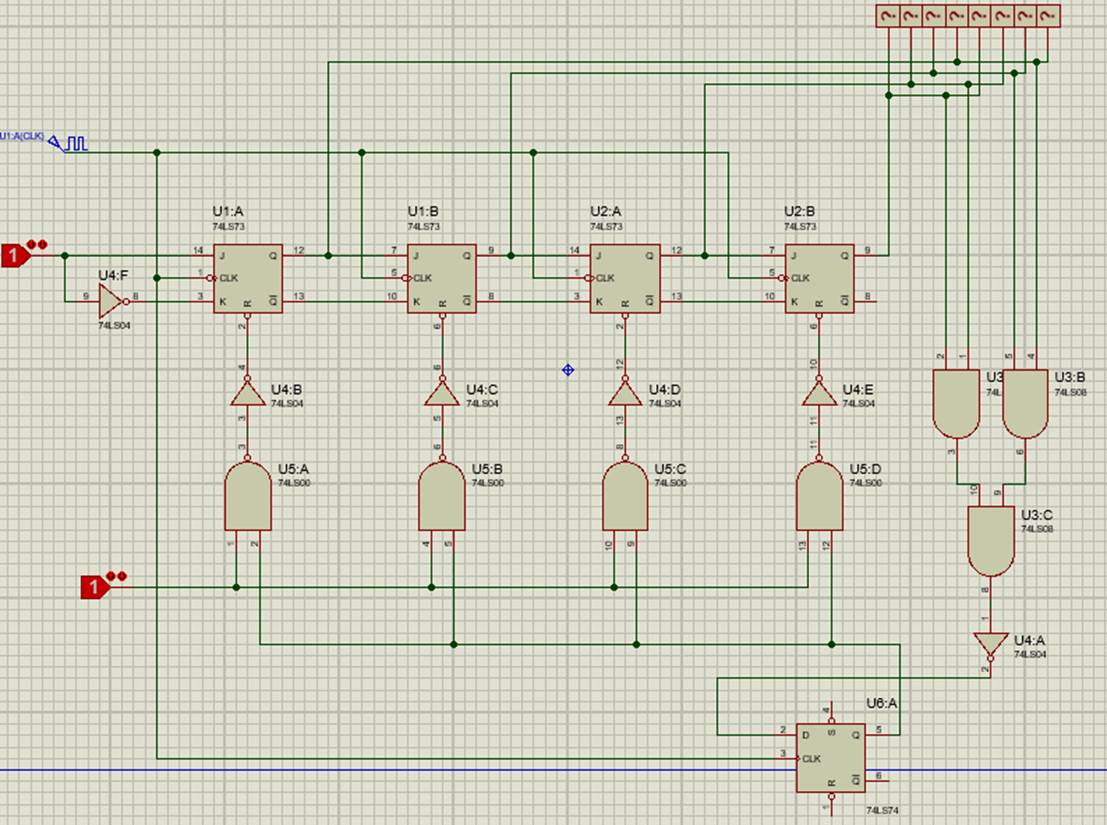 ? ? ? ? ? ? ? ?
U1:A(CLK)
U1:A U1:B U2:A U2:B
74LS73 74LS73 74LS73 74LS73
1 14 J Q 12 7 J Q 9 14 J Q 12 7 J Q 9
U4:F 1 CLK 5 CLK 1 CLK 5 CLK
9 8 3 K R Q 13 10 K R Q 8 3 K R Q 13 10 K R Q 8
74LS04
2 6 2 6
4 6 12 10
2 1 5 4
U3 U3:B
74L 74LS08
U4:B U4:C U4:D U4:E
74LS04 74LS04 74LS04 74LS04
3 5 13 11
3 6 8 11
3 6
U5:A U5:B U5:C U5:D
74LS00 74LS00 74LS00 74LS00
10 9
U3:C
74LS08
1 2 4 5 10 9 13 12
1
8
1
U4:A
74LS04
2
U6:A
4
2 D S Q 5
3 CLK
R Q 6
1
74LS74